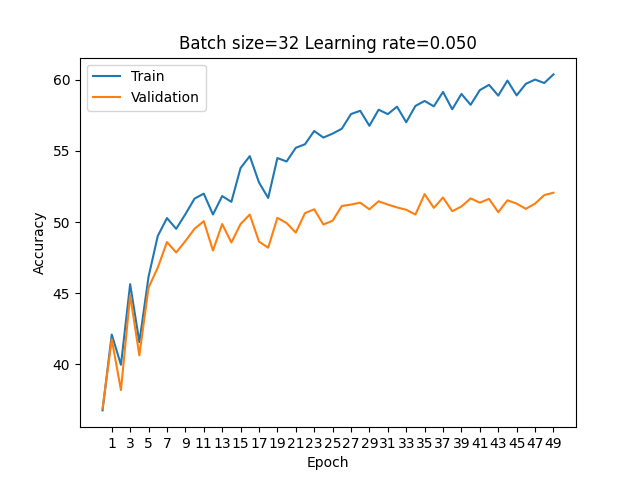 Batch size=32 Learning rate=0.050
Train
Validation
60
55
50
45
40
Accuracy
1 3 5 7 9 11 13 15 17 19 21 23 25 27 29 31 33 35 37 39 41 43 45 47 49
Epoch